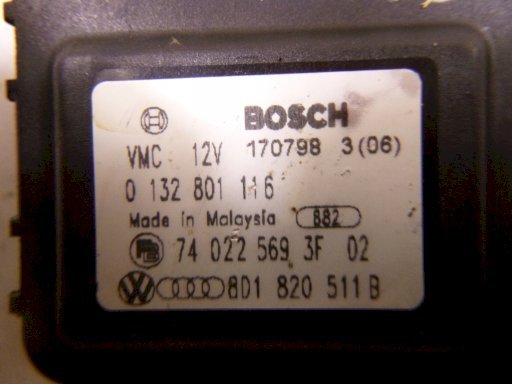 BOSCH
VMC 12V 170798 3 (06)
0 132 801 116
Made in Malaysia 882
74 022 569 3F 02
8D1 820 511 B